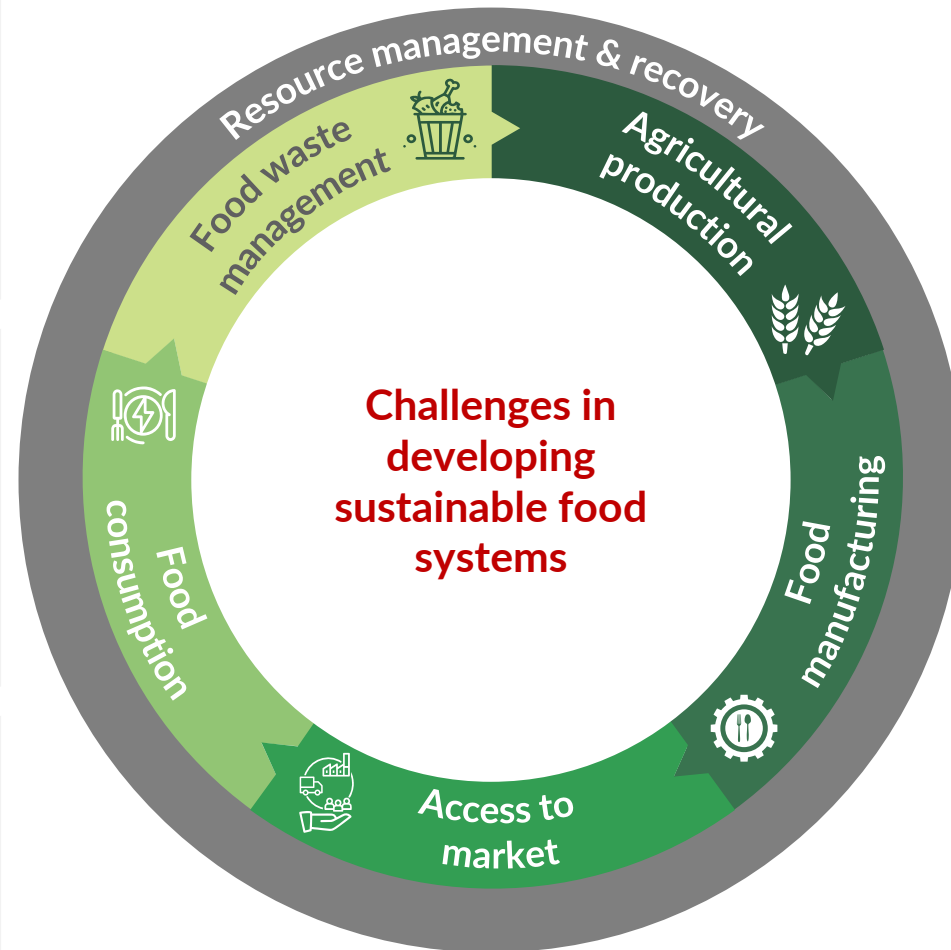 Resource management & recovery
Agricultural
production
Food
manufacturing
Access to
market
Food
consumption
Food waste
management
Challenges in
developing
sustainable food
systems